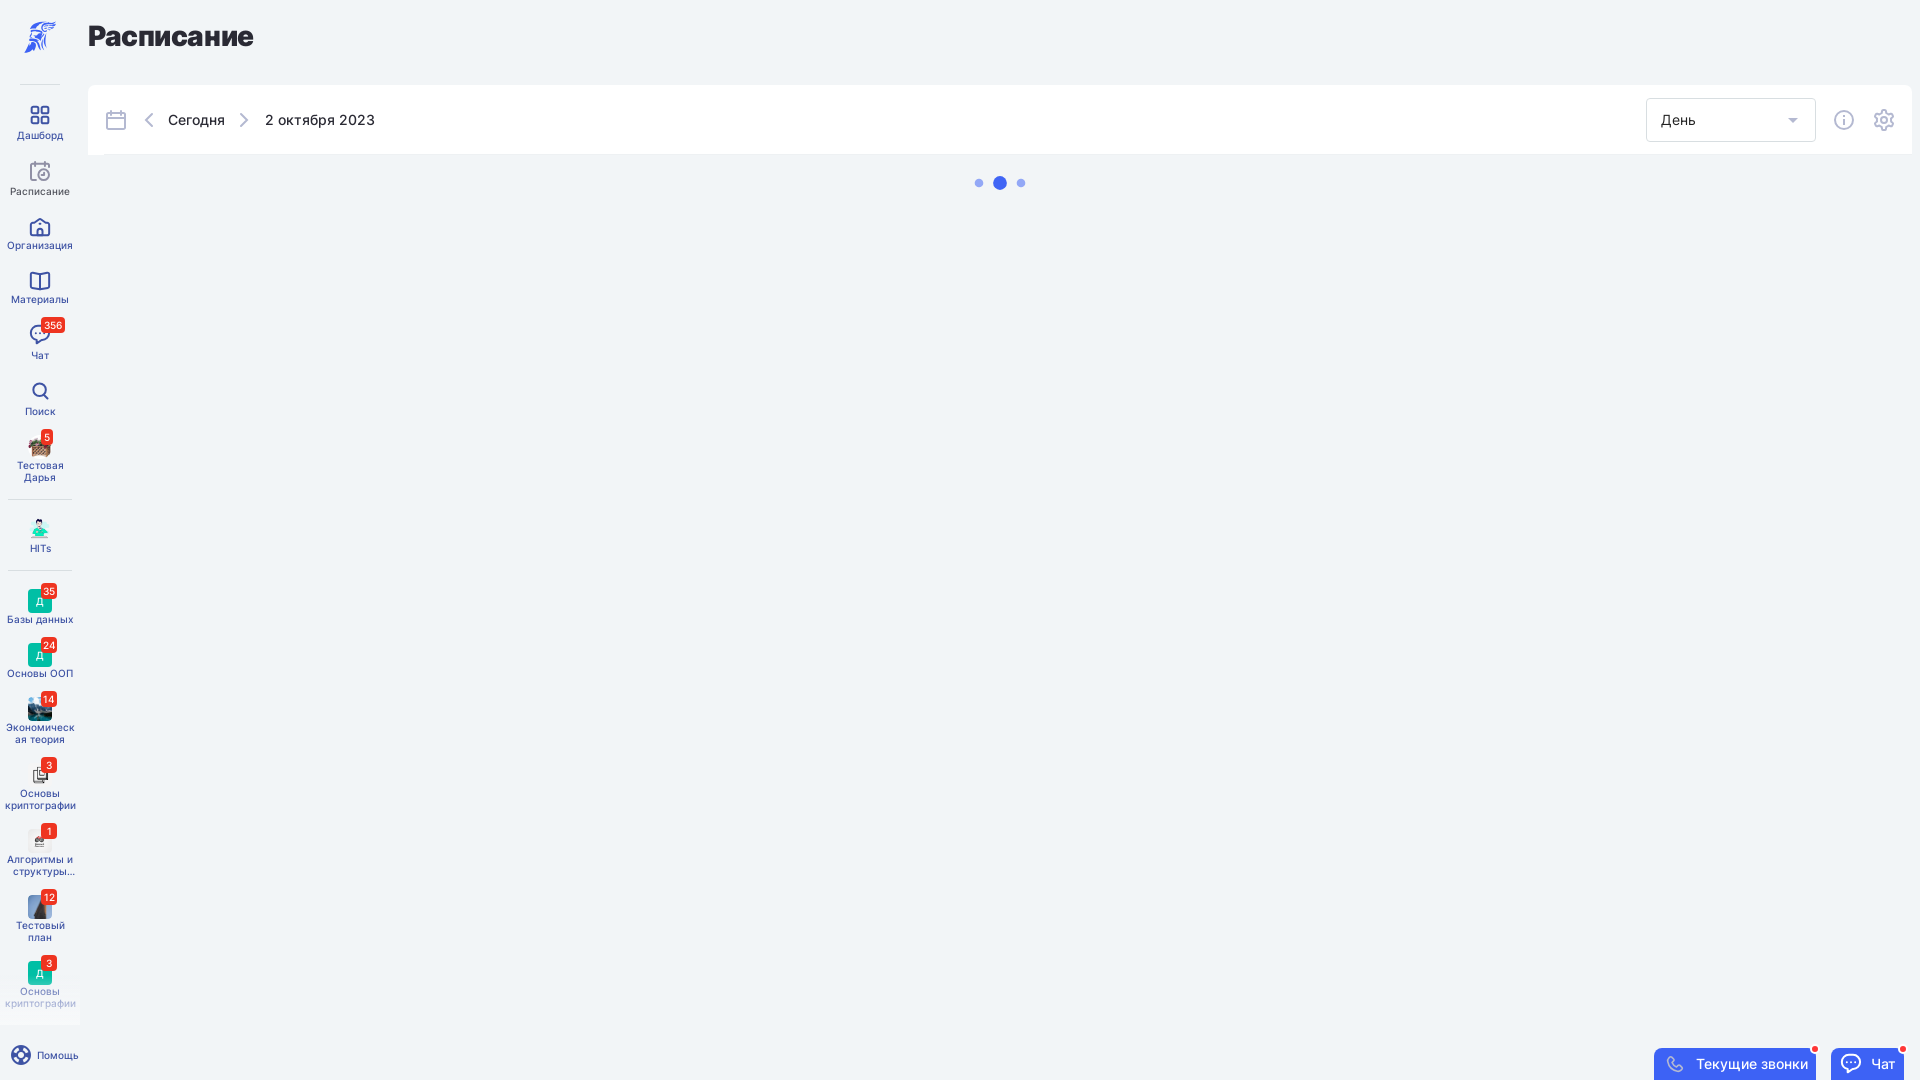 Расписание
Сегодня
2 октября 2023
День
Дашборд
Расписание
Организация
Материалы
356
Чат
Поиск
5
Тестовая
Дарья
HITs
35
Д
Базы данных
24
Д
Основы ООП
14
Экономическ
ая теория
3
Основы
криптографии
1
Алгоритмы и
структуры...
12
Тестовый
план
3
Д
Основы
криптографии
Помощь
Текущие звонки
Чат